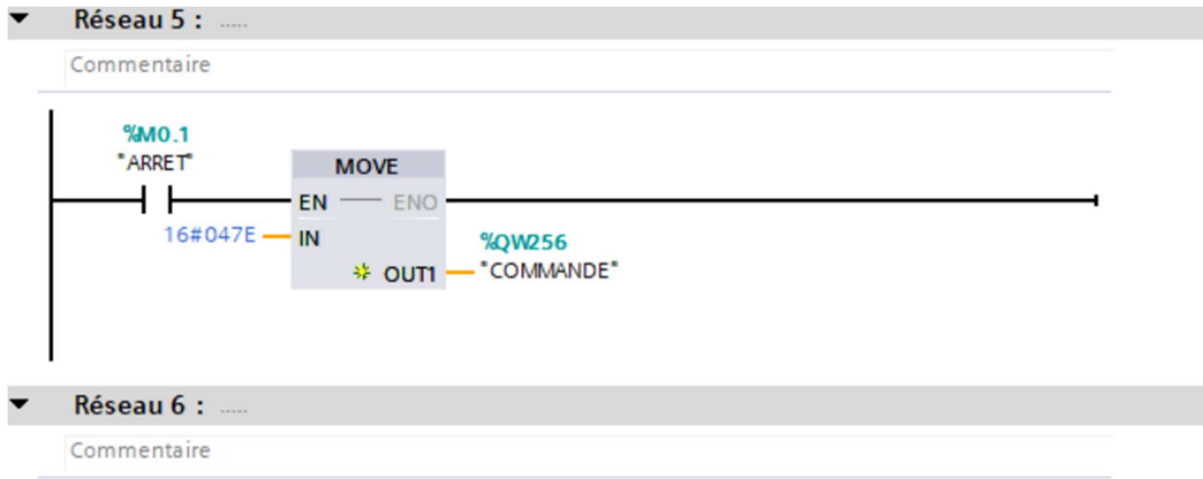 Réseau 5 : .....
Commentaire
%M0.1
"ARRET"
MOVE
EN ENO
16#047E IN
%QW256
OUT1 "COMMANDE"
Réseau 6 : .....
Commentaire